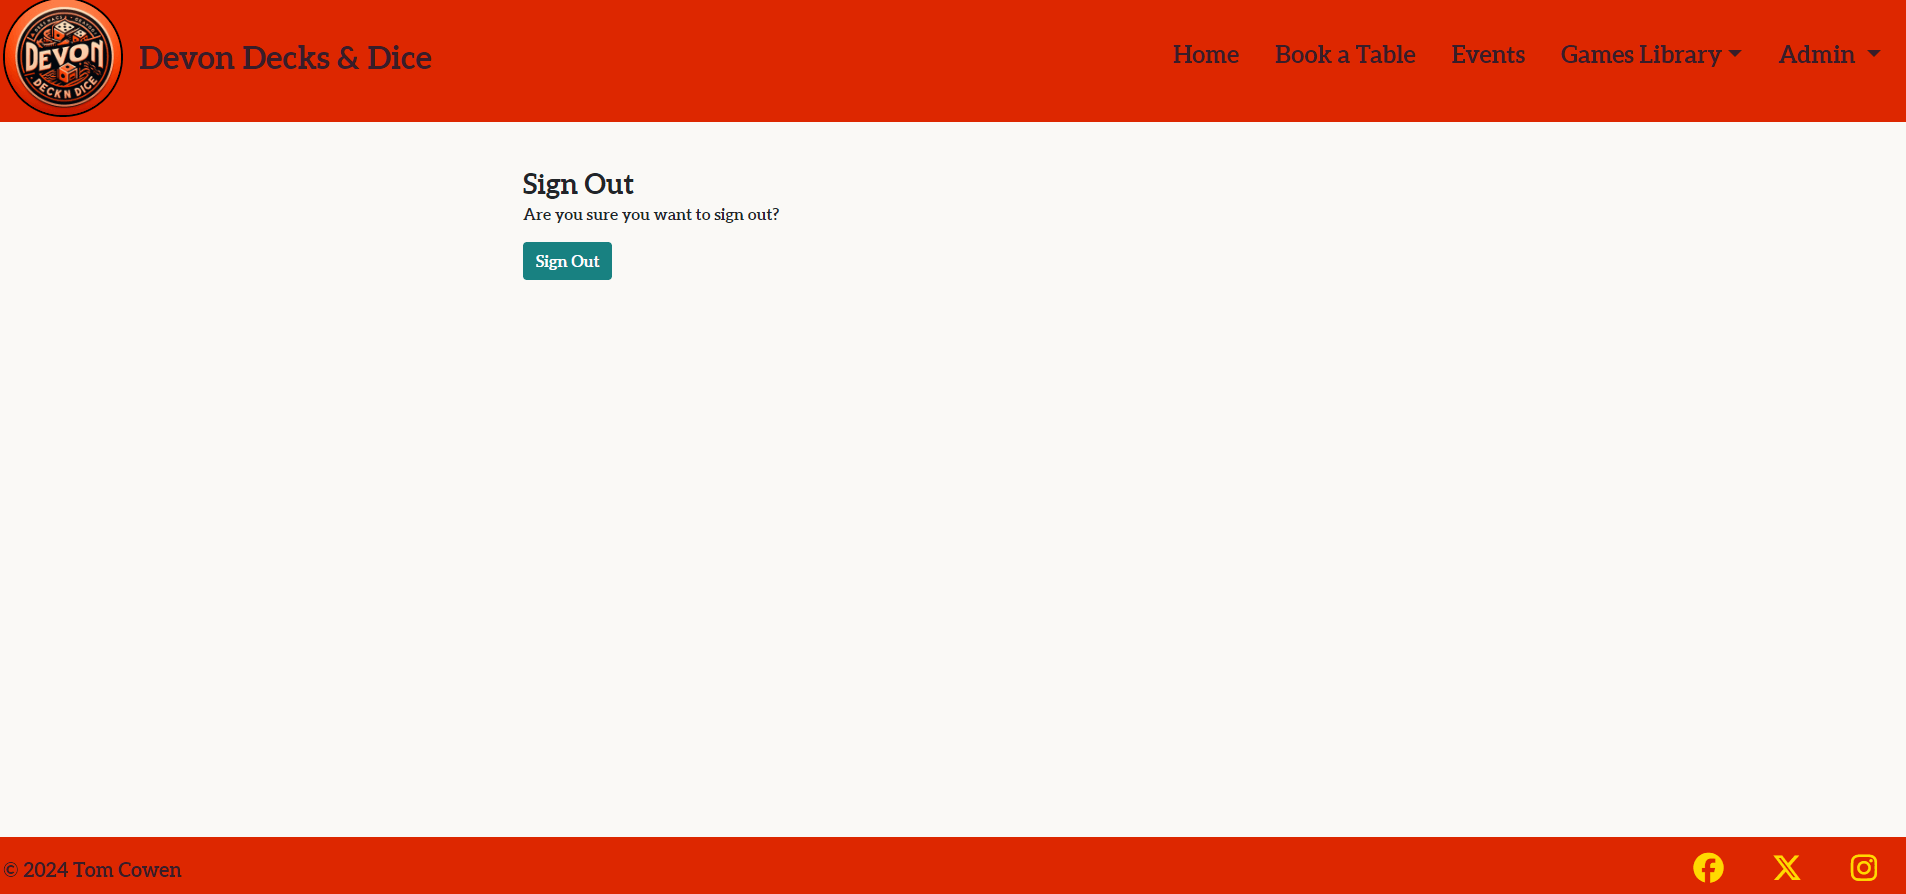 DEVON
DECK N DICE
Devon Decks & Dice
Home
Book a Table
Events
Games Library
Admin
Sign Out
Are you sure you want to sign out?
Sign Out
© 2024 Tom Cowen